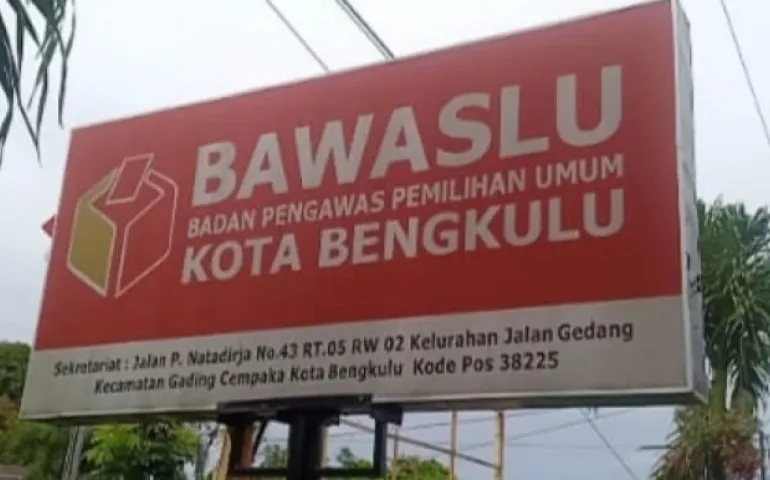 BAWASLU
BADAN PENGAWAS PEMILIHAN UMUM
KOTA BENGKULU
Sekretariat : Jalan P. Natadirja No.43 RT.05 RW 02 Kelurahan Jalan Gedang
Kecamatan Gading Cempaka Kota Bengkulu Kode Pos 38225